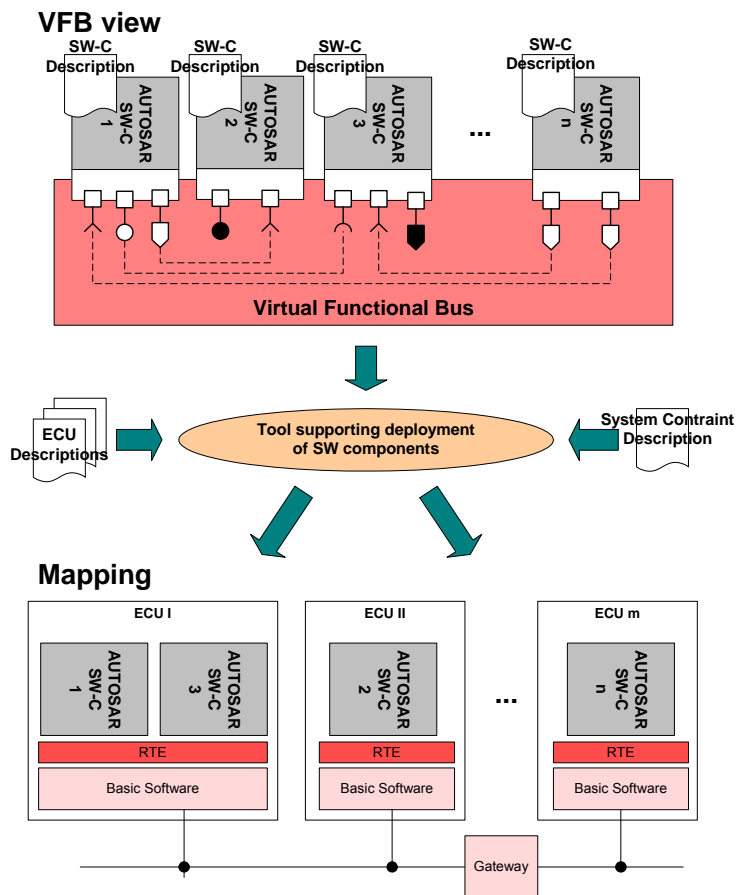 VFB view
SW-C
Description
SW-C
Description
SW-C
Description
SW-C
Description
AUTOSAR
SW-C
1
AUTOSAR
SW-C
2
AUTOSAR
SW-C
3
...
AUTOSAR
SW-C
n
Virtual Functional Bus
ECU
Descriptions
Tool supporting deployment
of SW components
System Contraint
Description
Mapping
ECU I
ECU II
ECU m
AUTOSAR
SW-C
1
AUTOSAR
SW-C
3
AUTOSAR
SW-C
2
...
AUTOSAR
SW-C
n
RTE
RTE
RTE
Basic Software
Basic Software
Basic Software
Gateway